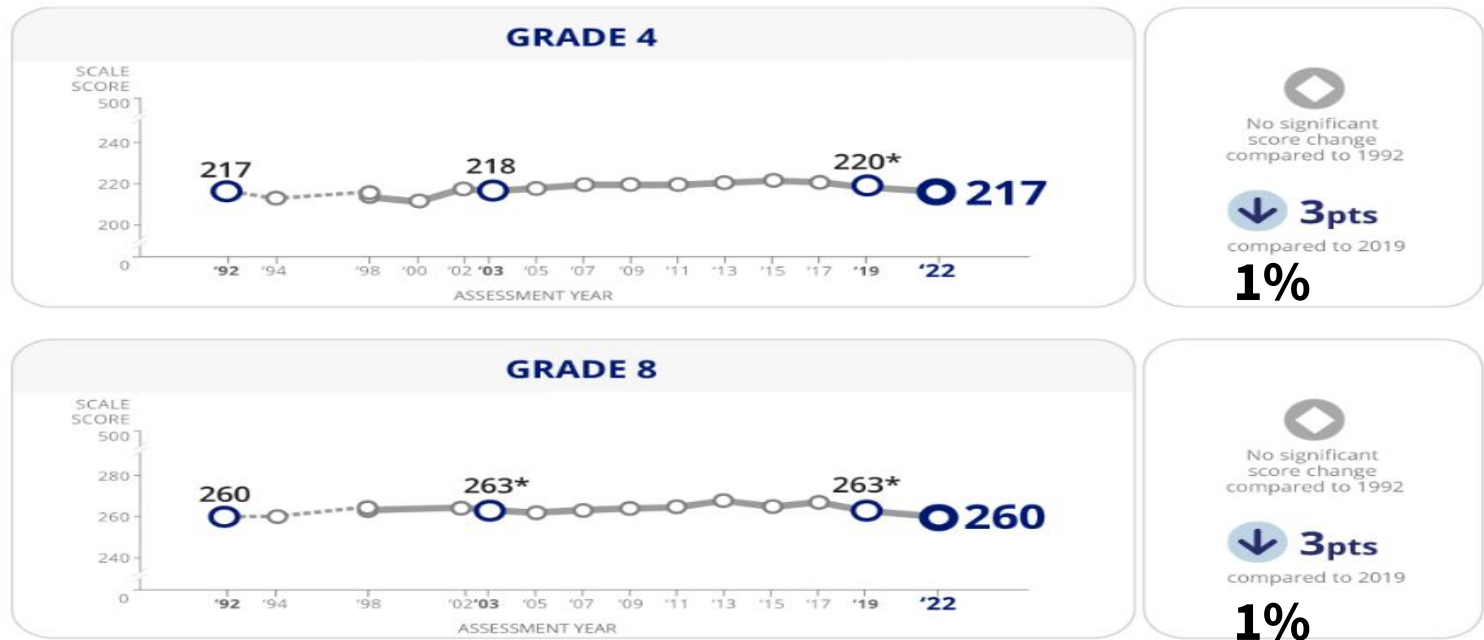 GRADE 4
SCALE
SCORE
500
240
220
200
0
217
218
220*
217
‘92 ‘94 ‘98 ‘00 ‘02 ‘03 ‘05 ‘07 ‘09 ‘11 ‘13 ‘15 ‘17 ‘19 ‘22
ASSESSMENT YEAR
No significant
score change
compared to 1992
3pts
compared to 2019
1%
GRADE 8
SCALE
SCORE
500
280
260
240
0
260
263*
263*
260
‘92 ‘94 ‘98 ‘02 ‘03 ‘05 ‘07 ‘09 ‘11 ‘13 ‘15 ‘17 ‘19 ‘22
ASSESSMENT YEAR
No significant
score change
compared to 1992
3pts
compared to 2019
1%